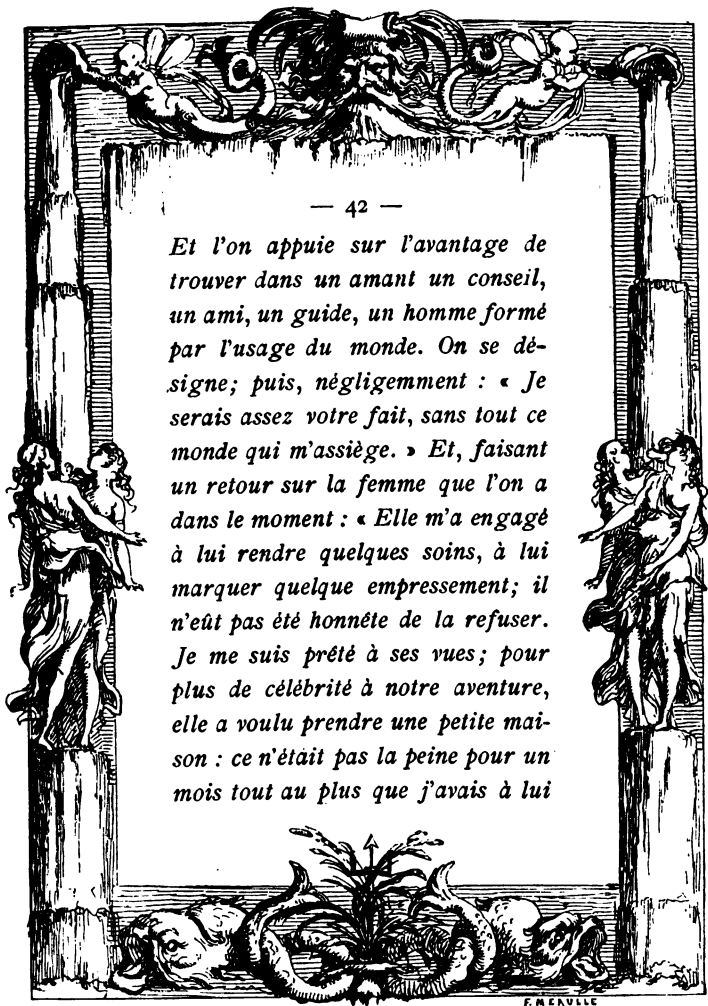 — 42 —
Et l'on appuie sur l'avantage de
trouver dans un amant un conseil,
un ami, un guide, un homme formé
par l'usage du monde. On se dé-
signe; puis, négligemment : « Je
serais assez votre fait, sans tout ce
monde qui m'assiège. » Et, faisant
un retour sur la femme que l'on a
dans le moment : « Elle m'a engagé
à lui rendre quelques soins, à lui
marquer quelque empressement; il
n'eût pas été honnête de la refuser.
Je me suis prêté à ses vues; pour
plus de célébrité à notre aventure,
elle a voulu prendre une petite mai-
son : ce n'était pas la peine pour un
mois tout au plus que j'avais à lui
F. MEAULLE